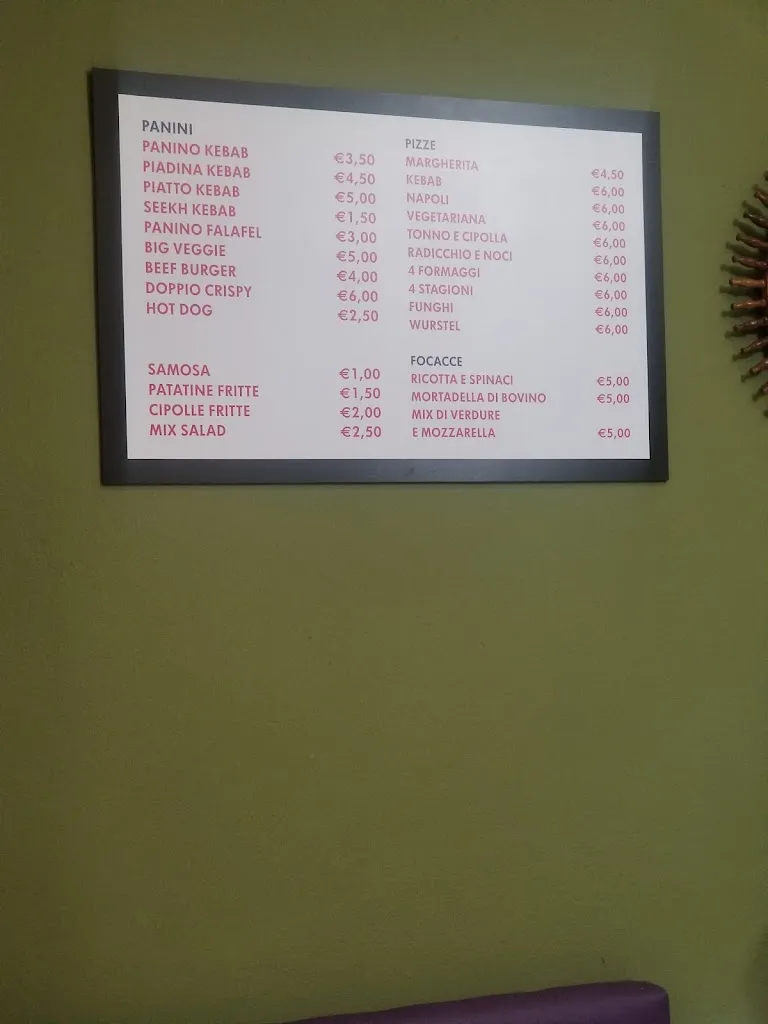 PANINI
PANINO KEBAB €3,50
PIADINA KEBAB €4,50
PIATTO KEBAB €5,00
SEEKH KEBAB €1,50
PANINO FALAFEL €3,00
BIG VEGGIE €5,00
BEEF BURGER €4,00
DOPPIO CRISPY €6,00
HOT DOG €2,50
SAMOSA €1,00
PATATINE FRITTE €1,50
CIPOLLE FRITTE €2,00
MIX SALAD €2,50
PIZZE
MARGHERITA €4,50
KEBAB €6,00
NAPOLI €6,00
VEGETARIANA €6,00
TONNO E CIPOLLA €6,00
RADICCHIO E NOCI €6,00
4 FORMAGGI €6,00
4 STAGIONI €6,00
FUNGHI €6,00
WURSTEL €6,00
FOCACCE
RICOTTA E SPINACI €5,00
MORTADELLA DI BOVINO €5,00
MIX DI VERDURE
E MOZZARELLA €5,00